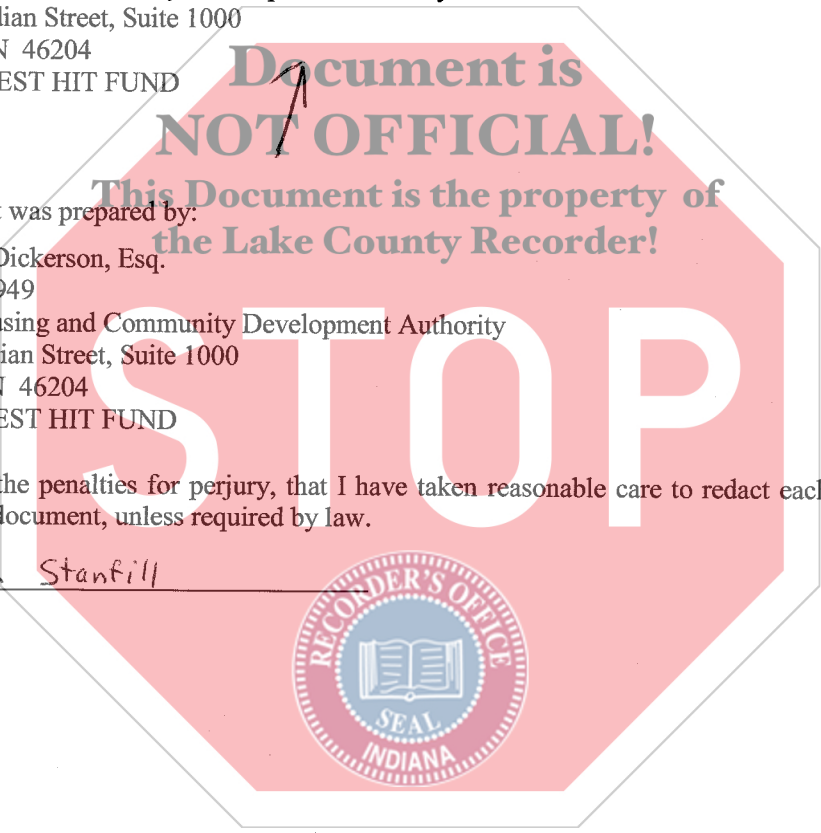 dian Street, Suite 1000
N 46204
EST HIT FUND
Document is
NOT OFFICIAL!
This Document is the property of
the Lake County Recorder!
t was prepared by:
Dickerson, Esq.
949
using and Community Development Authority
dian Street, Suite 1000
N 46204
EST HIT FUND
STOP
the penalties for perjury, that I have taken reasonable care to redact each
document, unless required by law.
Stanfill
RECORDER'S OFFICE
SEAL
INDIANA